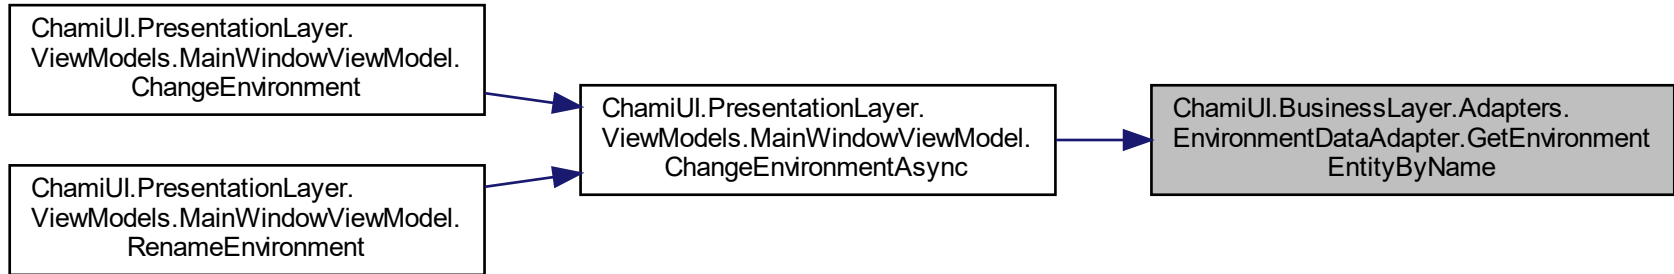 ChamiUI.PresentationLayer.
ViewModels.MainWindowViewModel.
ChangeEnvironment
ChamiUI.PresentationLayer.
ViewModels.MainWindowViewModel.
RenameEnvironment
ChamiUI.PresentationLayer.
ViewModels.MainWindowViewModel.
ChangeEnvironmentAsync
ChamiUI.BusinessLayer.Adapters.
EnvironmentDataAdapter.GetEnvironment
EntityByName